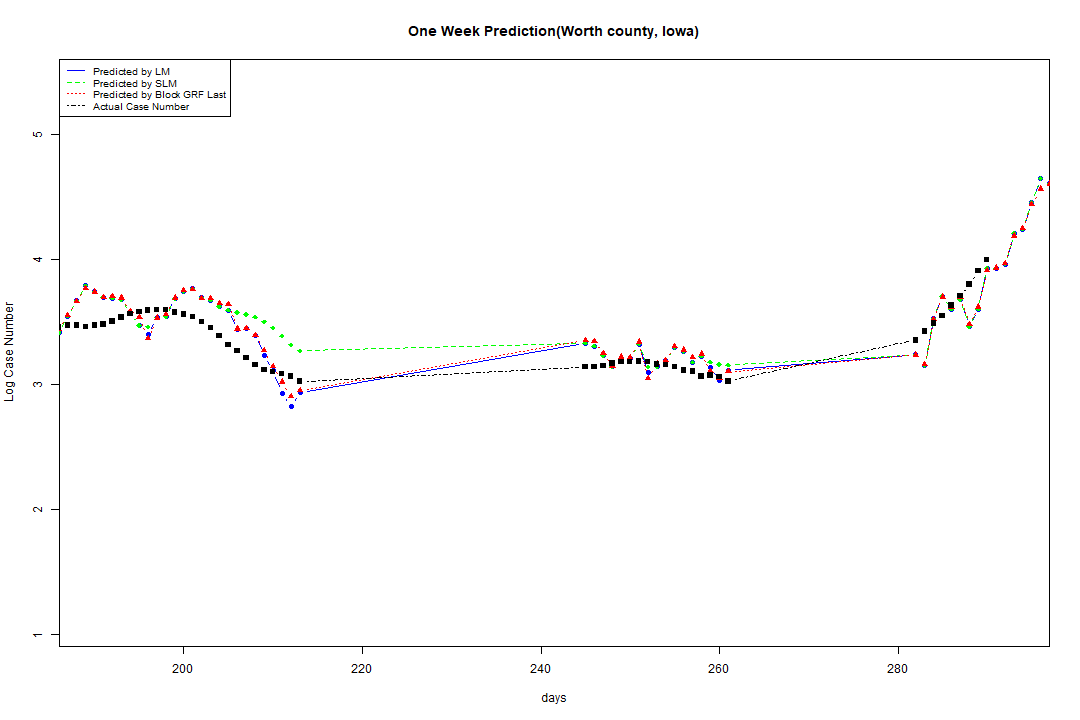 One Week Prediction(Worth county, Iowa)
Predicted by LM
Predicted by SLM
Predicted by Block GRF Last
Actual Case Number
5
4
3
2
1
Log Case Number
200 220 240 260 280
days